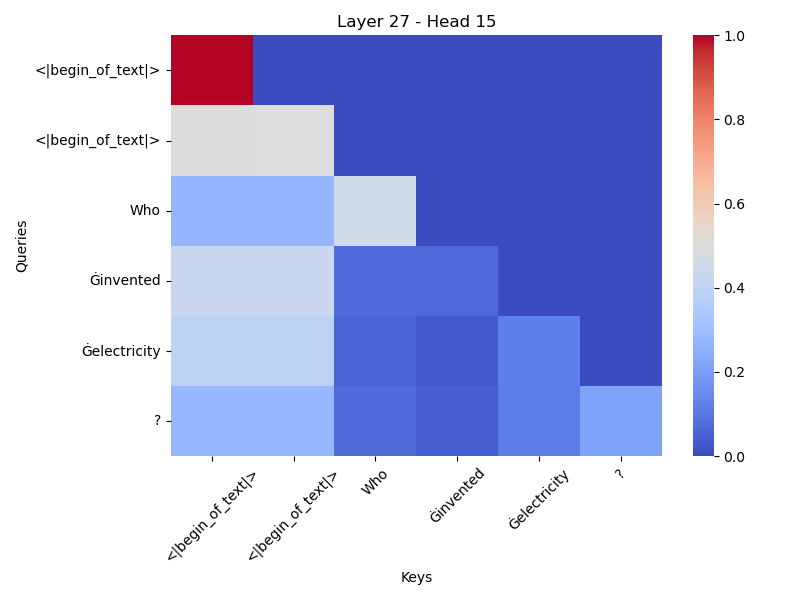 Layer 27 - Head 15
<|begin_of_text|>
<|begin_of_text|>
Who
Ġinvented
Ġelectricity
?
Queries
<|begin_of_text|>
<|begin_of_text|>
Who
Ġinvented
Ġelectricity
?
Keys
1.0
0.8
0.6
0.4
0.2
0.0